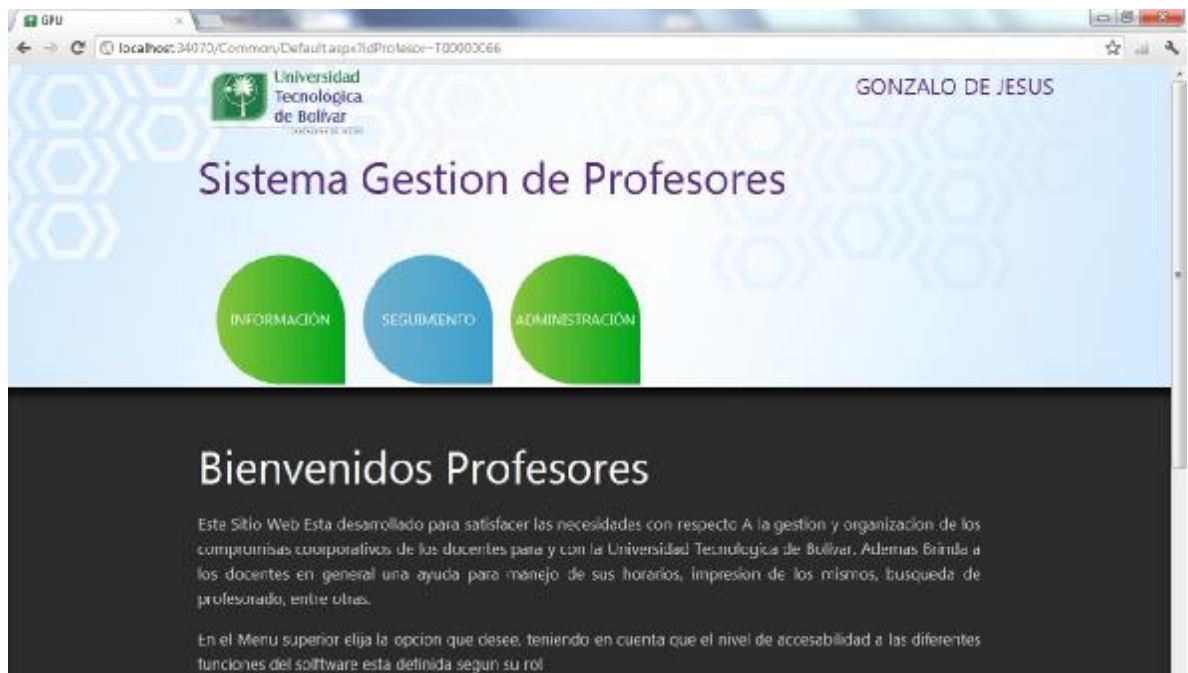 GPU
localhost:34070/Common/Default.aspx?idProfesor=T00000066
Universidad
Tecnológica
de Bolívar
GONZALO DE JESUS
Sistema Gestion de Profesores
INFORMACIÓN
SEGUIMIENTO
ADMINISTRACIÓN
Bienvenidos Profesores
Este Sitio Web Esta desarrollado para satisfacer las necesidades con respecto A la gestion y organizacion de los
compromisas coorporativos de los docentes para y con la Universidad Tecnologica de Bolivar. Ademas Brinda a
los docentes en general una ayuda para manejo de sus horarios, impresion de los mismos, busqueda de
profesorado, entre otras.
En el Menu superior elija la opcion que desee, teniendo en cuenta que el nivel de accesabilidad a las diferentes
funciones del solftware esta definida segun su rol